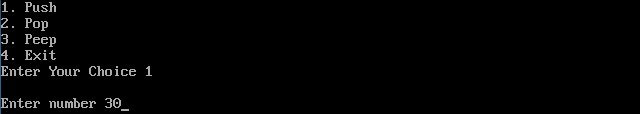 1. Push
2. Pop
3. Peep
4. Exit
Enter Your Choice 1
Enter number 30_